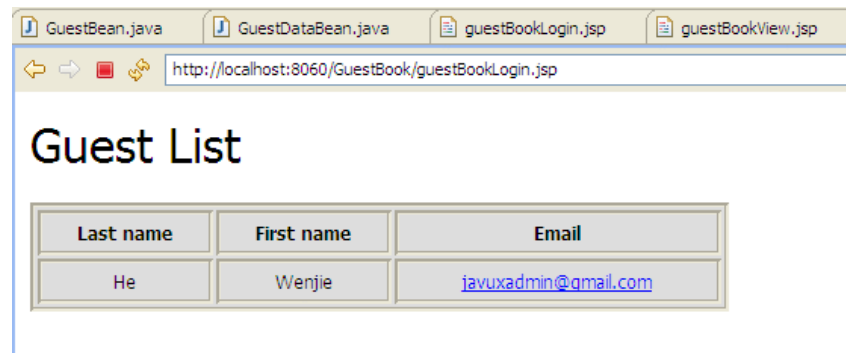 GuestBean.java GuestDataBean.java guestBookLogin.jsp guestBookView.jsp
http://localhost:8060/GuestBook/guestBookLogin.jsp
Guest List
Last name First name Email
He Wenjie javuxadmin@gmail.com